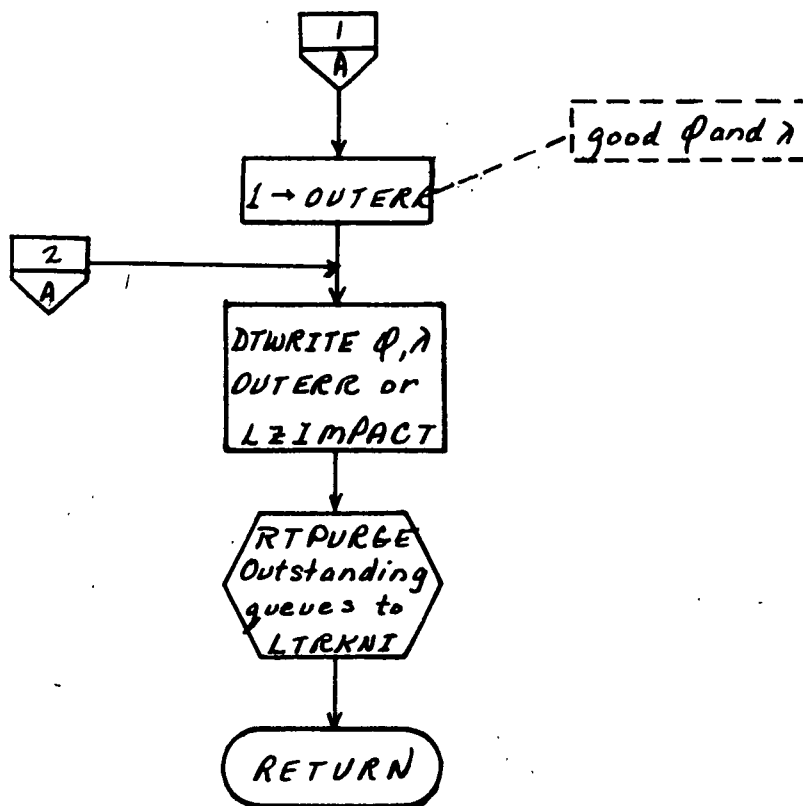 1
A
good φ and λ
1 → OUTERR
2
A
DTWRITE φ, λ
OUTERR or
LZIMPACT
RTPURGE
Outstanding
queues to
LTRKNI
RETURN